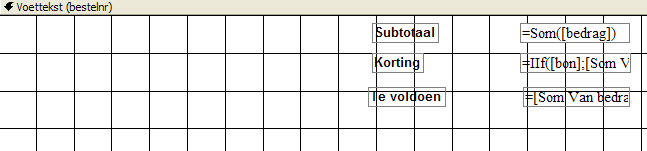 Voettekst (bestelnr)
Subtotaal =Som([bedrag])
Korting =IIf([bon];[Som V
Te voldoen =[Som Van bedra